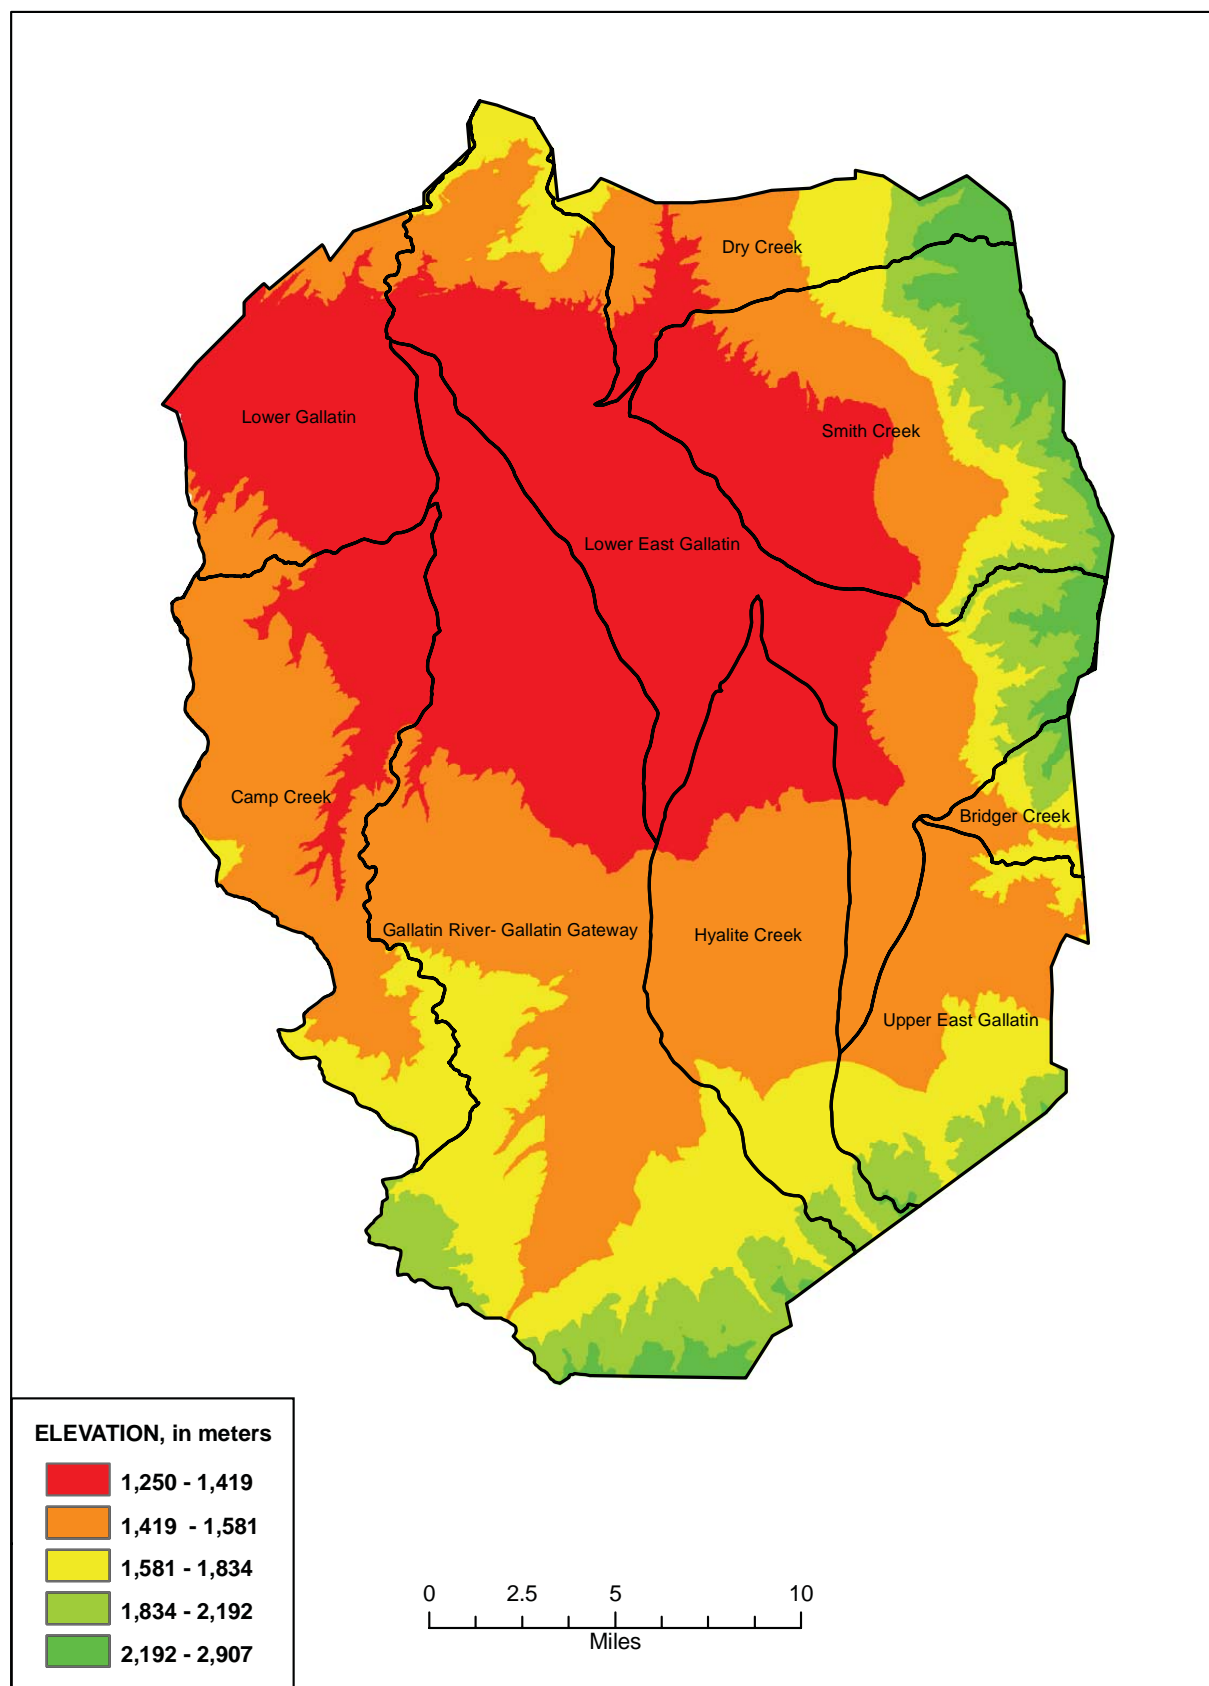 Dry Creek
Lower Gallatin
Smith Creek
Lower East Gallatin
Camp Creek
Bridger Creek
Gallatin River- Gallatin Gateway
Hyalite Creek
Upper East Gallatin
ELEVATION, in meters
1,250 - 1,419
1,419 - 1,581
1,581 - 1,834
1,834 - 2,192
2,192 - 2,907
0 2.5 5 10
Miles